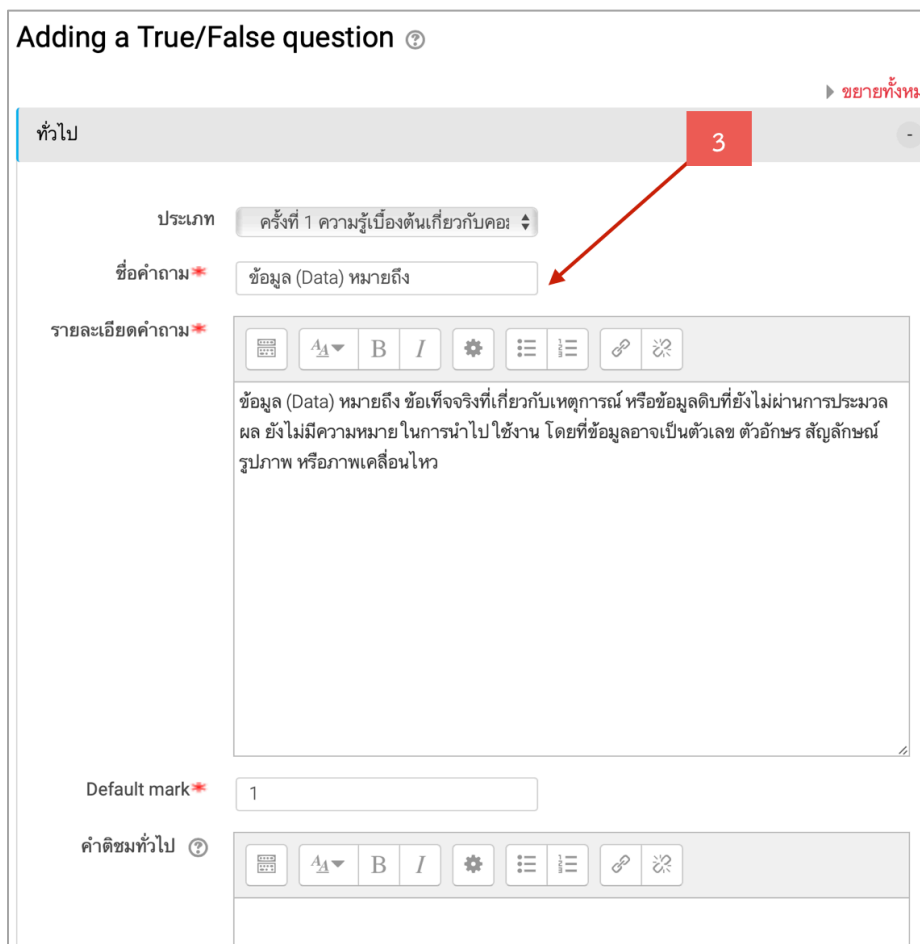 Adding a True/False question
ขยายทั้งหม
ทั่วไป
-
3
ประเภท
ครั้งที่ 1 ความรู้เบื้องต้นเกี่ยวกับคอ
ชื่อคำถาม*
ข้อมูล (Data) หมายถึง
รายละเอียดคำถาม*
B I
ข้อมูล (Data) หมายถึง ข้อเท็จจริงที่เกี่ยวกับเหตุการณ์ หรือข้อมูลดิบที่ยังไม่ผ่านการประมวล
ผล ยังไม่มีความหมายในการนำไปใช้งาน โดยที่ข้อมูลอาจเป็นตัวเลข ตัวอักษร สัญลักษณ์
รูปภาพ หรือภาพเคลื่อนไหว
Default mark*
1
คำติชมทั่วไป ?
B I